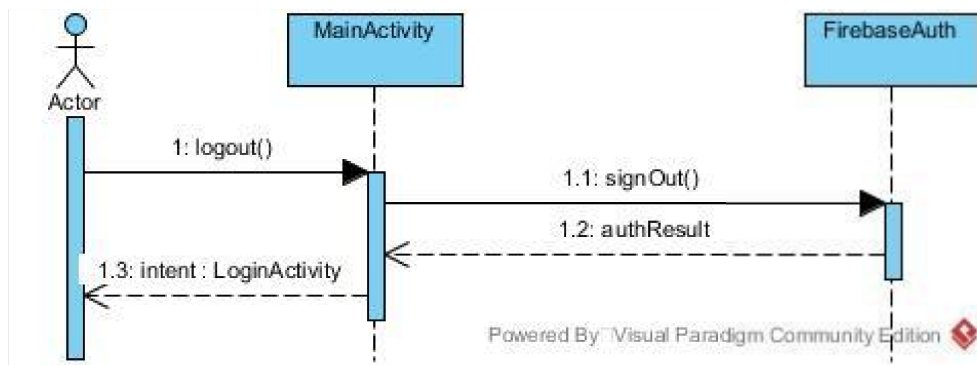 MainActivity
FirebaseAuth
Actor
1: logout()
1.1: signOut()
1.2: authResult
1.3: intent : LoginActivity
Powered By Visual Paradigm Community Edition